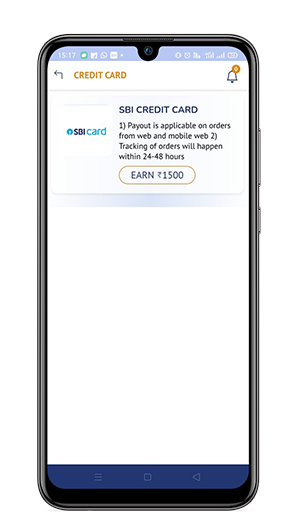 15:17
CREDIT CARD
0
SBI CREDIT CARD
SBI card
1) Payout is applicable on orders
from web and mobile web 2)
Tracking of orders will happen
within 24-48 hours
EARN ₹1500